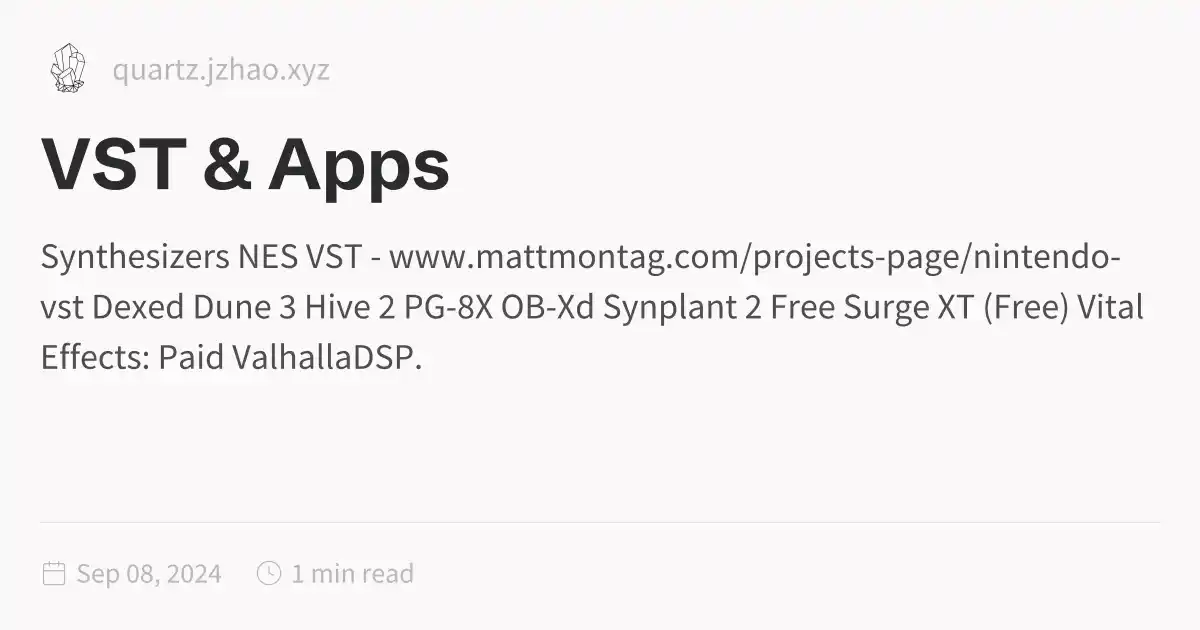 quartz.jzhao.xyz
VST & Apps
Synthesizers NES VST - www.mattmontag.com/projects-page/nintendo-
vst Dexed Dune 3 Hive 2 PG-8X OB-Xd Synplant 2 Free Surge XT (Free) Vital
Effects: Paid ValhallaDSP.
Sep 08, 2024 1 min read